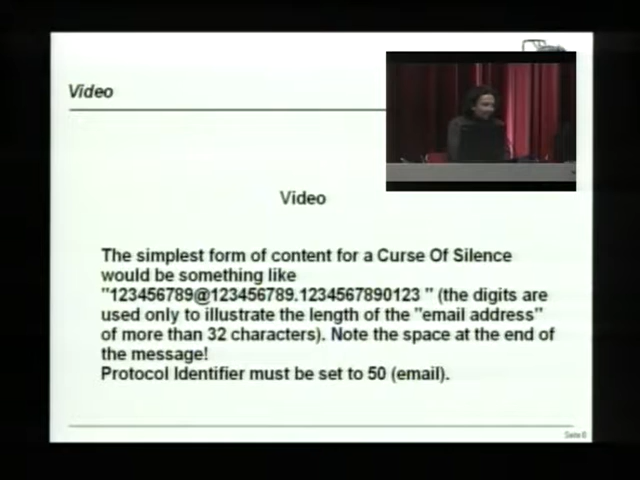 Video
Video
The simplest form of content for a Curse Of Silence
would be something like
"123456789@123456789.1234567890123 " (the digits are
used only to illustrate the length of the "email address"
of more than 32 characters). Note the space at the end of
the message!
Protocol Identifier must be set to 50 (email).
Seite 8